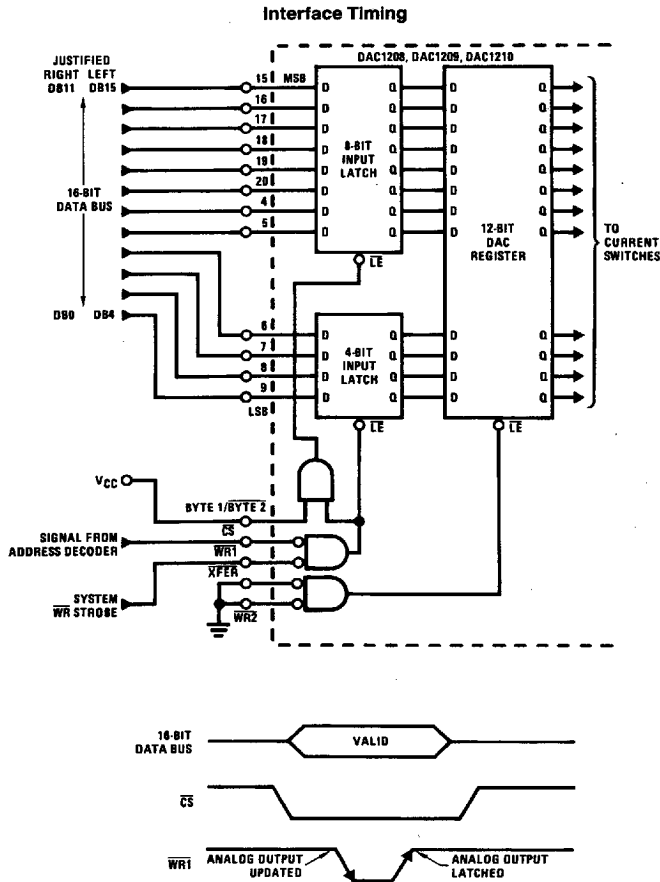 Interface Timing
DAC1208, DAC1209, DAC1210
JUSTIFIED
RIGHT LEFT
DB11 DB15
15 MSB D Q D Q
16 D Q D Q
17 D Q D Q
18 D Q D Q
19 D Q D Q
20 D Q D Q
4 D Q D Q
5 D Q D Q
8-BIT
INPUT
LATCH
16-BIT
DATA BUS
12-BIT
DAC
REGISTER
TO
CURRENT
SWITCHES
LE
DB0 DB4
6 D Q D Q
7 D Q D Q
8 D Q D Q
9 D Q D Q
LSB
4-BIT
INPUT
LATCH
LE
LE
VCC
BYTE 1/BYTE 2
CS
SIGNAL FROM
ADDRESS DECODER
WR1
XFER
SYSTEM
WR STROBE
WR2
16-BIT
DATA BUS
VALID
CS
WR1
ANALOG OUTPUT
UPDATED
ANALOG OUTPUT
LATCHED